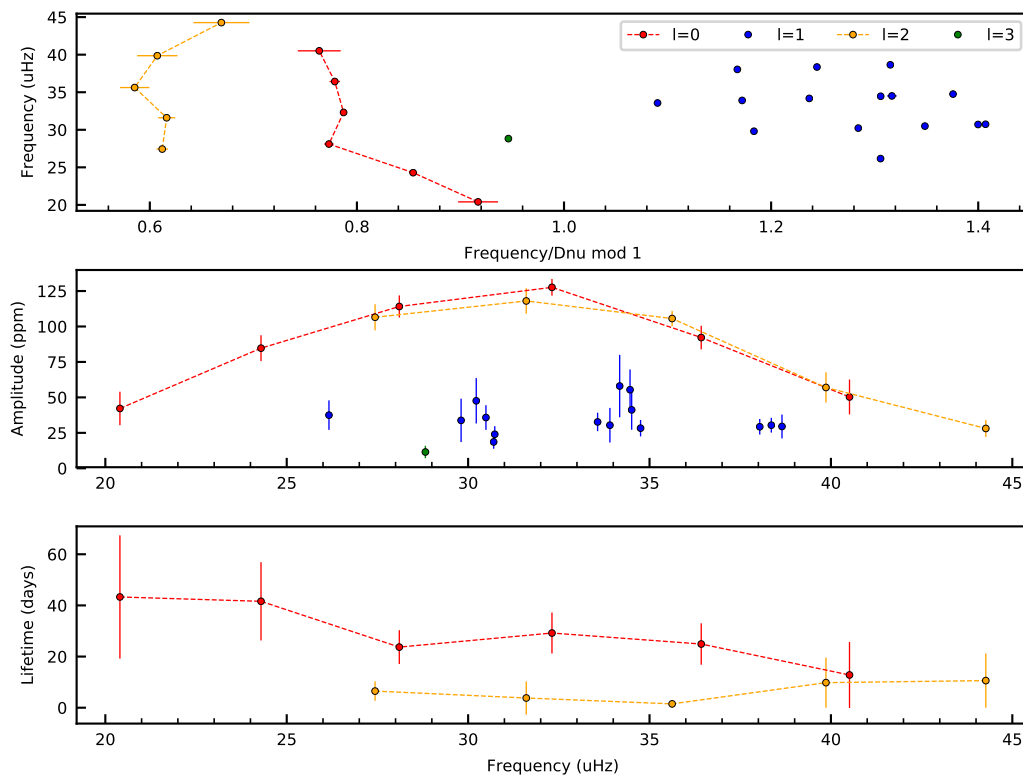 45
40
35
30
25
20
Frequency (uHz)
l=0 l=1 l=2 l=3
0.6 0.8 1.0 1.2 1.4
Frequency/Dnu mod 1
125
100
75
50
25
0
Amplitude (ppm)
20 25 30 35 40 45
60
40
20
0
Lifetime (days)
20 25 30 35 40 45
Frequency (uHz)